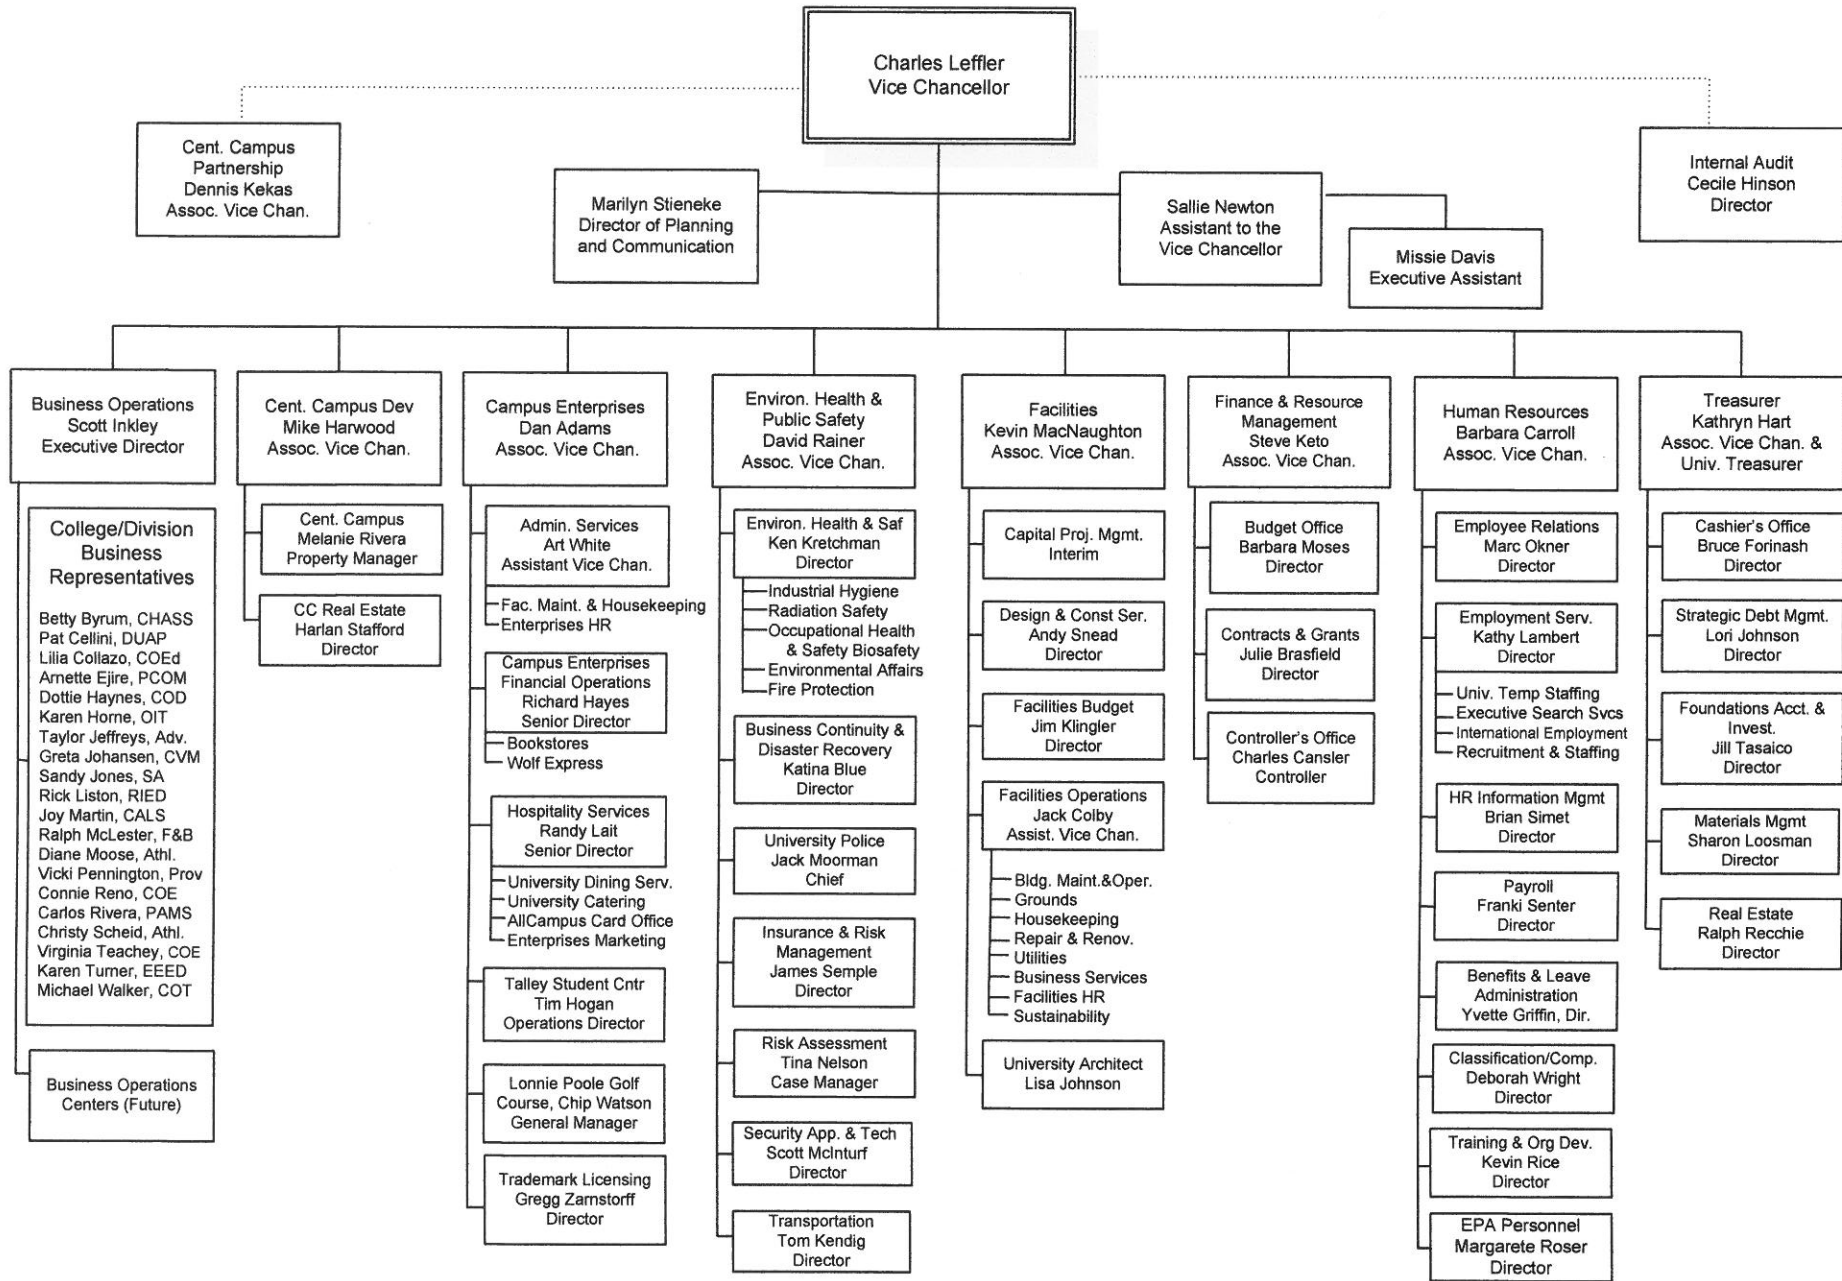 Charles Leffler
Vice Chancellor
Cent. Campus
Partnership
Dennis Kekas
Assoc. Vice Chan.
Internal Audit
Cecile Hinson
Director
Marilyn Stieneke
Director of Planning
and Communication
Sallie Newton
Assistant to the
Vice Chancellor
Missie Davis
Executive Assistant
Business Operations
Scott Inkley
Executive Director
College/Division
Business
Representatives
Betty Byrum, CHASS
Pat Cellini, DUAP
Lilia Collazo, COEd
Arnette Ejire, PCOM
Dottie Haynes, COD
Karen Horne, OIT
Taylor Jeffreys, Adv.
Greta Johansen, CVM
Sandy Jones, SA
Rick Liston, RIED
Joy Martin, CALS
Ralph McLester, F&B
Diane Moose, Athl.
Vicki Pennington, Prov
Connie Reno, COE
Carlos Rivera, PAMS
Christy Scheid, Athl.
Virginia Teachey, COE
Karen Turner, EEED
Michael Walker, COT
Business Operations
Centers (Future)
Cent. Campus Dev
Mike Harwood
Assoc. Vice Chan.
Cent. Campus
Melanie Rivera
Property Manager
CC Real Estate
Harlan Stafford
Director
Campus Enterprises
Dan Adams
Assoc. Vice Chan.
Admin. Services
Art White
Assistant Vice Chan.
Fac. Maint. & Housekeeping
Enterprises HR
Campus Enterprises
Financial Operations
Richard Hayes
Senior Director
Bookstores
Wolf Express
Hospitality Services
Randy Lait
Senior Director
University Dining Serv.
University Catering
AllCampus Card Office
Enterprises Marketing
Talley Student Cntr
Tim Hogan
Operations Director
Lonnie Poole Golf
Course, Chip Watson
General Manager
Trademark Licensing
Gregg Zarnstorff
Director
Environ. Health &
Public Safety
David Rainer
Assoc. Vice Chan.
Environ. Health & Saf
Ken Kretchman
Director
Industrial Hygiene
Radiation Safety
Occupational Health
& Safety Biosafety
Environmental Affairs
Fire Protection
Business Continuity &
Disaster Recovery
Katina Blue
Director
University Police
Jack Moorman
Chief
Insurance & Risk
Management
James Semple
Director
Risk Assessment
Tina Nelson
Case Manager
Security App. & Tech
Scott McInturf
Director
Transportation
Tom Kendig
Director
Facilities
Kevin MacNaughton
Assoc. Vice Chan.
Capital Proj. Mgmt.
Interim
Design & Const Ser.
Andy Snead
Director
Facilities Budget
Jim Klingler
Director
Facilities Operations
Jack Colby
Assist. Vice Chan.
Bldg. Maint.&Oper.
Grounds
Housekeeping
Repair & Renov.
Utilities
Business Services
Facilities HR
Sustainability
University Architect
Lisa Johnson
Finance & Resource
Management
Steve Keto
Assoc. Vice Chan.
Budget Office
Barbara Moses
Director
Contracts & Grants
Julie Brasfield
Director
Controller's Office
Charles Cansler
Controller
Human Resources
Barbara Carroll
Assoc. Vice Chan.
Employee Relations
Marc Okner
Director
Employment Serv.
Kathy Lambert
Director
Univ. Temp Staffing
Executive Search Svcs
International Employment
Recruitment & Staffing
HR Information Mgmt
Brian Simet
Director
Payroll
Franki Senter
Director
Benefits & Leave
Administration
Yvette Griffin, Dir.
Classification/Comp.
Deborah Wright
Director
Training & Org Dev.
Kevin Rice
Director
EPA Personnel
Margarete Roser
Director
Treasurer
Kathryn Hart
Assoc. Vice Chan. &
Univ. Treasurer
Cashier's Office
Bruce Forinash
Director
Strategic Debt Mgmt.
Lori Johnson
Director
Foundations Acct. &
Invest.
Jill Tasaico
Director
Materials Mgmt
Sharon Loosman
Director
Real Estate
Ralph Recchie
Director